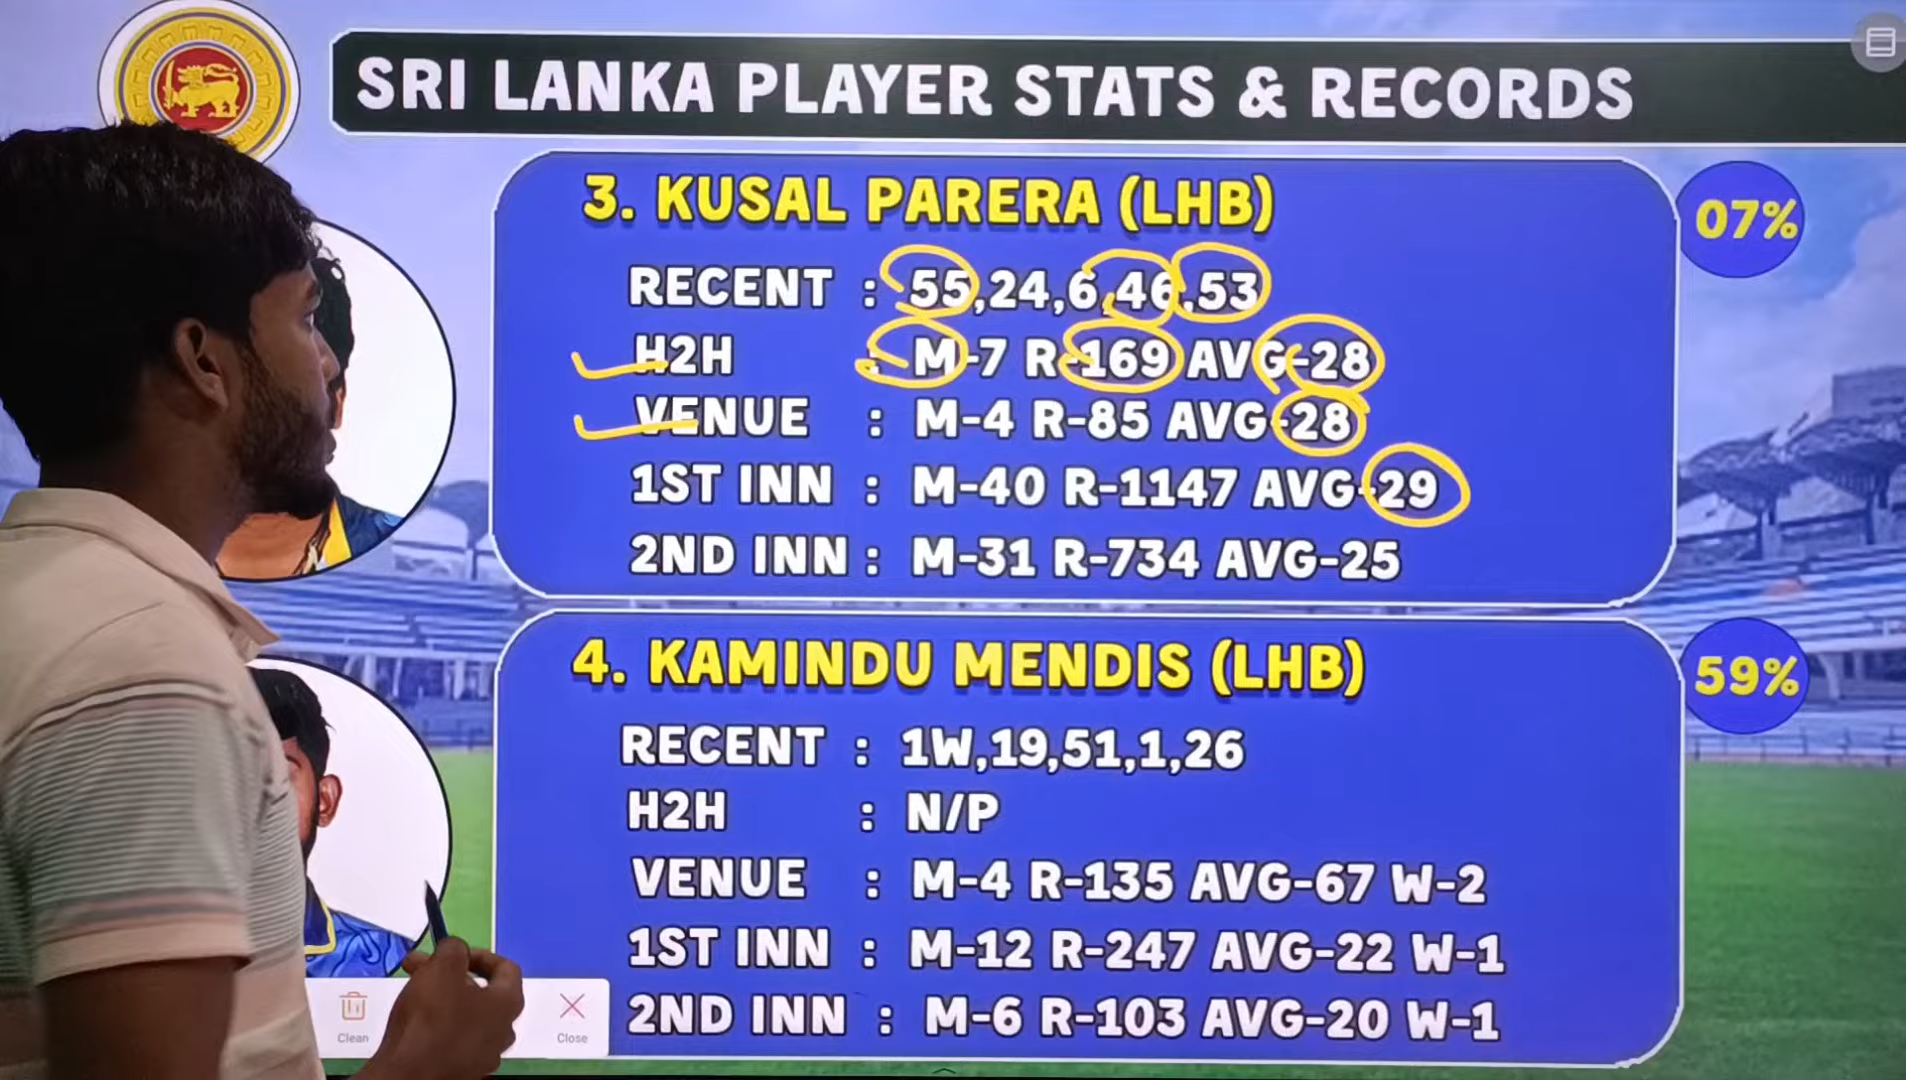 SRI LANKA PLAYER STATS & RECORDS
3. KUSAL PARERA (LHB)
07%
RECENT : 55,24,6,46,53
H2H : M-7 R-169 AVG-28
VENUE : M-4 R-85 AVG-28
1ST INN : M-40 R-1147 AVG-29
2ND INN : M-31 R-734 AVG-25
4. KAMINDU MENDIS (LHB)
59%
RECENT : 1W,19,51,1,26
H2H : N/P
VENUE : M-4 R-135 AVG-67 W-2
1ST INN : M-12 R-247 AVG-22 W-1
2ND INN : M-6 R-103 AVG-20 W-1
Clean
Close